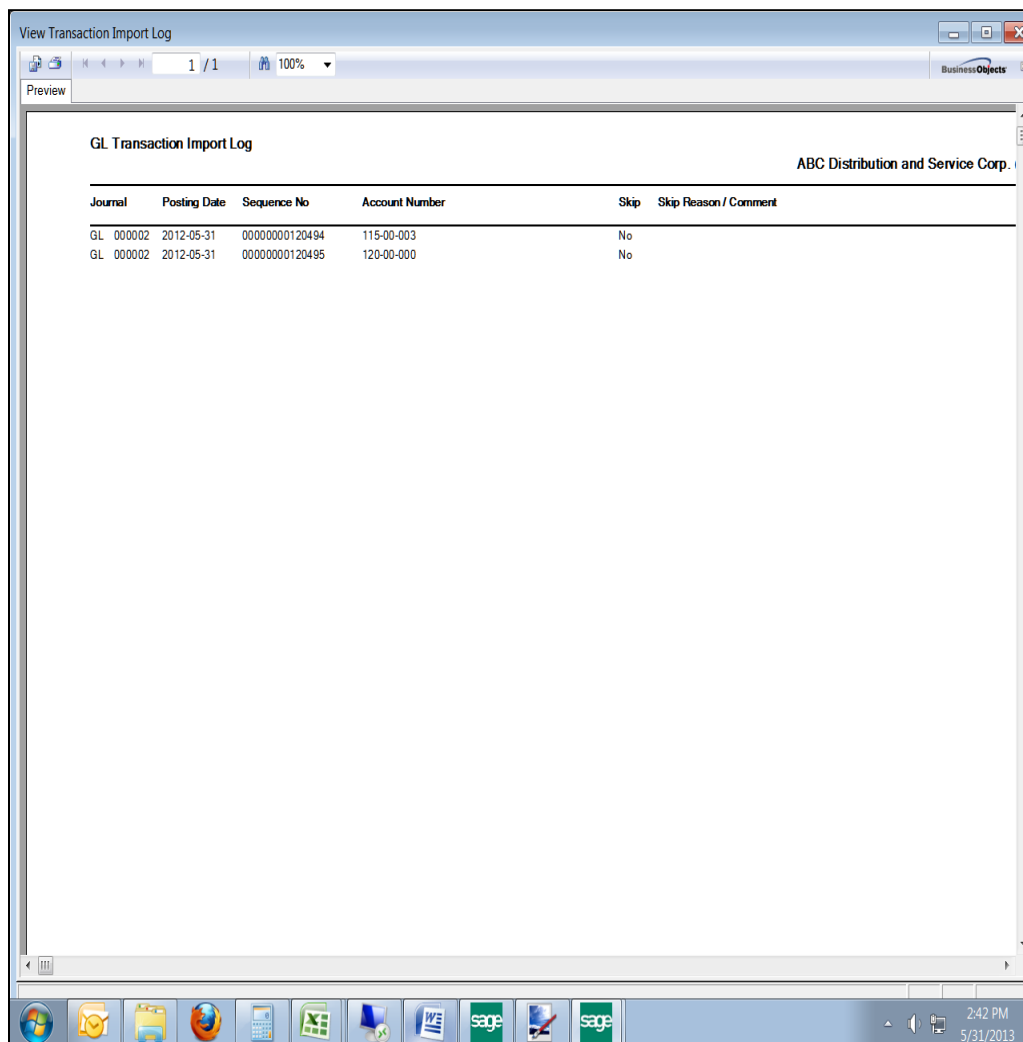 View Transaction Import Log
1 / 1 100%
BusinessObjects
Preview
GL Transaction Import Log
ABC Distribution and Service Corp. (
Journal Posting Date Sequence No Account Number Skip Skip Reason / Comment
GL 000002 2012-05-31 00000000120494 115-00-003 No
GL 000002 2012-05-31 00000000120495 120-00-000 No
sage sage
2:42 PM
5/31/2013